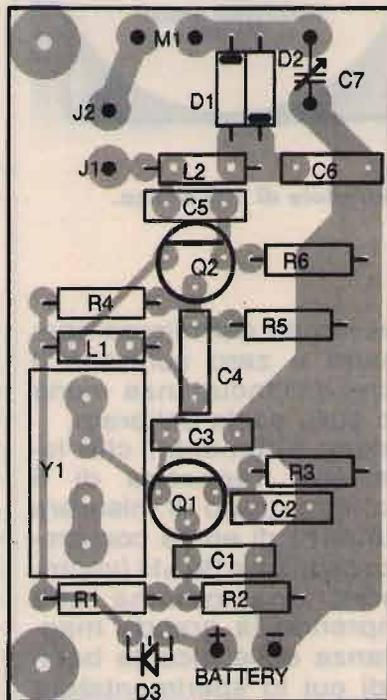 M1
D2
J2
D1
C7
J1
L2
C6
C5
Q2
R6
R4
R5
L1
C4
C3
Y1
R3
Q1
C2
C1
R1
R2
+ −
D3
BATTERY